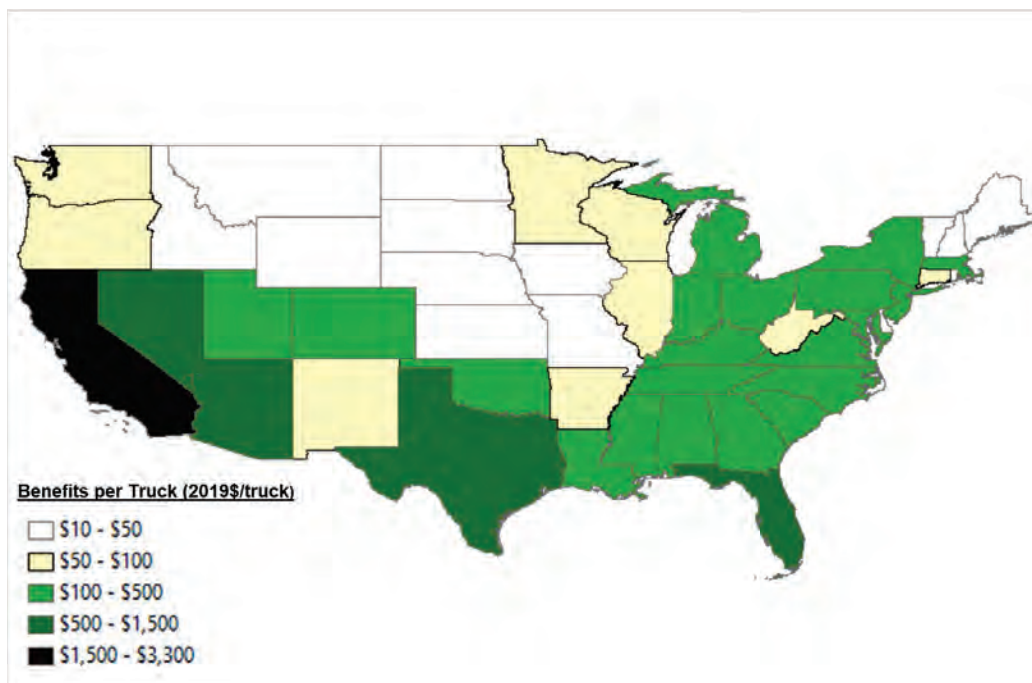 Benefits per Truck (2019$/truck)
$10 - $50
$50 - $100
$100 - $500
$500 - $1,500
$1,500 - $3,300